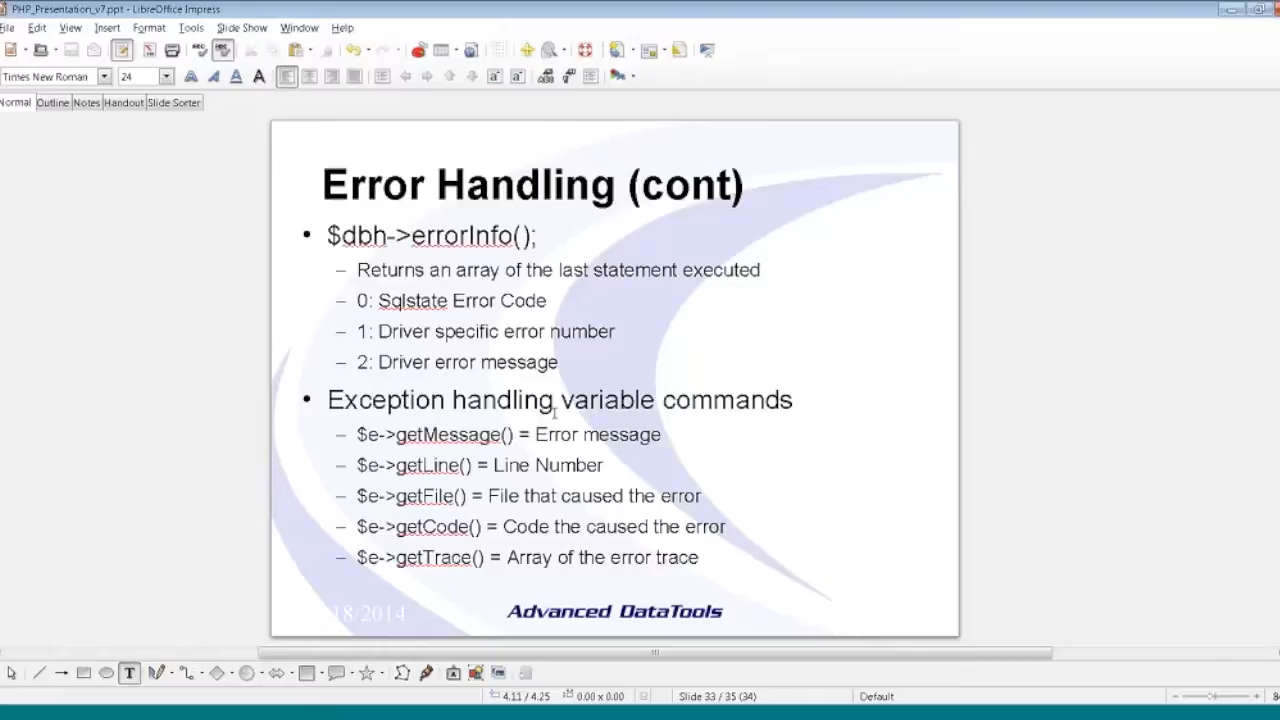 PHP_Presentation_v7.ppt - LibreOffice Impress
File Edit View Insert Format Tools Slide Show Window Help
Times New Roman 24
Normal Outline Notes Handout Slide Sorter
Error Handling (cont)
• $dbh->errorInfo();
– Returns an array of the last statement executed
– 0: Sqlstate Error Code
– 1: Driver specific error number
– 2: Driver error message
• Exception handling variable commands
– $e->getMessage() = Error message
– $e->getLine() = Line Number
– $e->getFile() = File that caused the error
– $e->getCode() = Code the caused the error
– $e->getTrace() = Array of the error trace
18/2014 Advanced DataTools
4.11 / 4.25 0.00 x 0.00 Slide 33 / 35 (34) Default